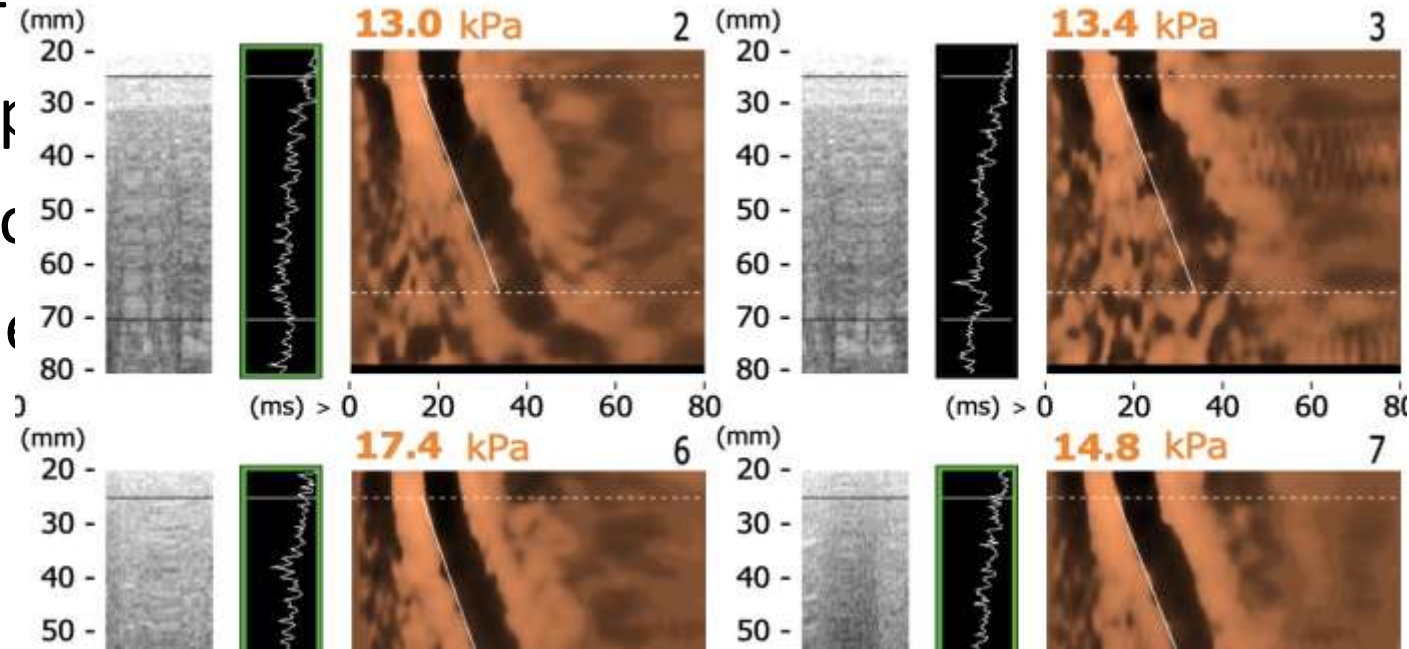 (mm) 13.0 kPa 2 (mm) 13.4 kPa 3
20 - 20 -
30 - 30 -
40 - 40 -
50 - 50 -
60 - 60 -
70 - 70 -
80 - 80 -
(ms) > 0 20 40 60 (ms) > 0 20 40 60 80
(mm) 17.4 kPa 6 (mm) 14.8 kPa 7
20 - 20 -
30 - 30 -
40 - 40 -
50 - 50 -